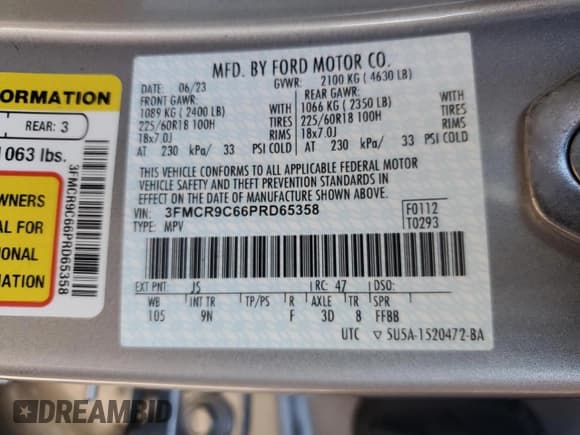 ORMATION
REAR: 3
1063 lbs.
WNERS
AL FOR
IONAL
ATION
3FMCR9C66PRD65358
MFD. BY FORD MOTOR CO.
DATE 06/23 GVWR: 2100 KG ( 4630 LB)
FRONT GAWR: REAR GAWR:
1089 KG ( 2400 LB) WITH 1066 KG ( 2350 LB) WITH
225/60R18 100H TIRES 225/60R18 100H TIRES
18x7.0J RIMS 18x7.0J RIMS
AT 230 kPa/ 33 PSI COLD AT 230 kPa/ 33 PSI COLD
THIS VEHICLE CONFORMS TO ALL APPLICABLE FEDERAL MOTOR
VEHICLE SAFETY AND THEFT PREVENTION STANDARDS IN
EFFECT ON THE DATE OF MANUFACTURE SHOWN ABOVE.
VIN: 3FMCR9C66PRD65358 F0112
TYPE: MPV T0293
EXT PNT: JS RC: 47 DSO:
WB INT TR TP/PS R AXLE TR SPR
105 9N F 3D 8 FFBB
UTC ▽ 5U5A-1520472-BA
DREAMBID